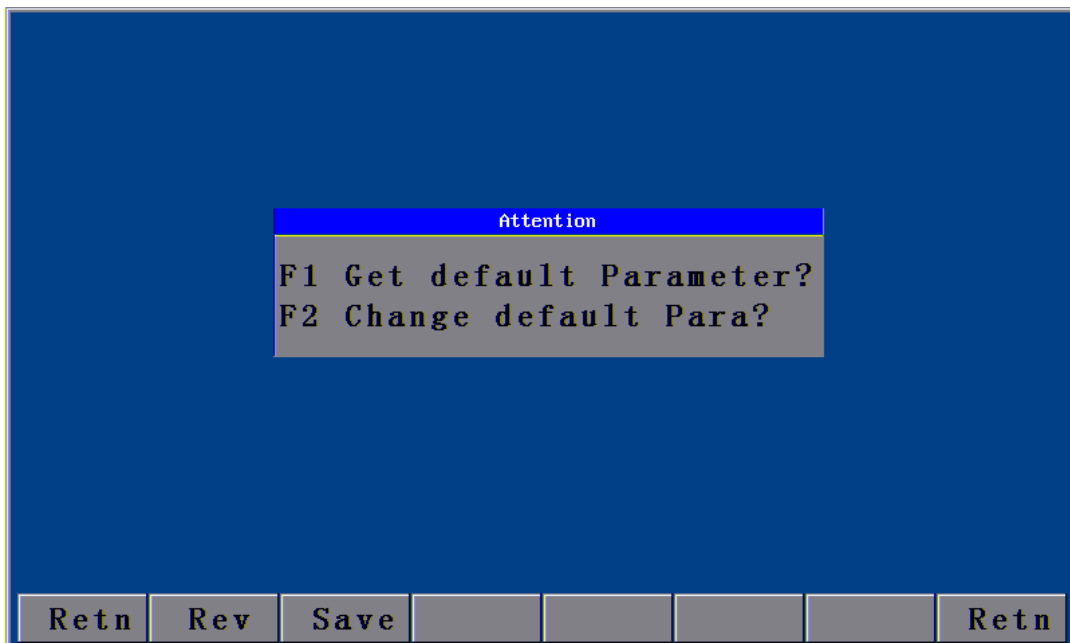 Attention
F1 Get default Parameter?
F2 Change default Para?
Retn Rev Save Retn